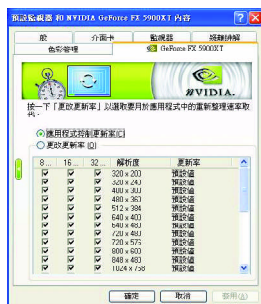 預設監視器 和 NVIDIA GeForce FX 5900XT 內容
一般 介面卡 監視器 疑難排解
色彩管理 GeForce FX 5900XT
NVIDIA.
按一下「更改更新率」以選取要用於應用程式中的重新整理速率取代。
應用程式控制更新率(C)
更改更新率(O)
8... 16... 32... 解析度 更新率
320 x 200 預設值
320 x 240 預設值
400 x 300 預設值
480 x 360 預設值
512 x 384 預設值
640 x 400 預設值
640 x 480 預設值
720 x 480 預設值
720 x 576 預設值
800 x 600 預設值
848 x 480 預設值
1024 x 768 預設值
確定 取消 套用(A)